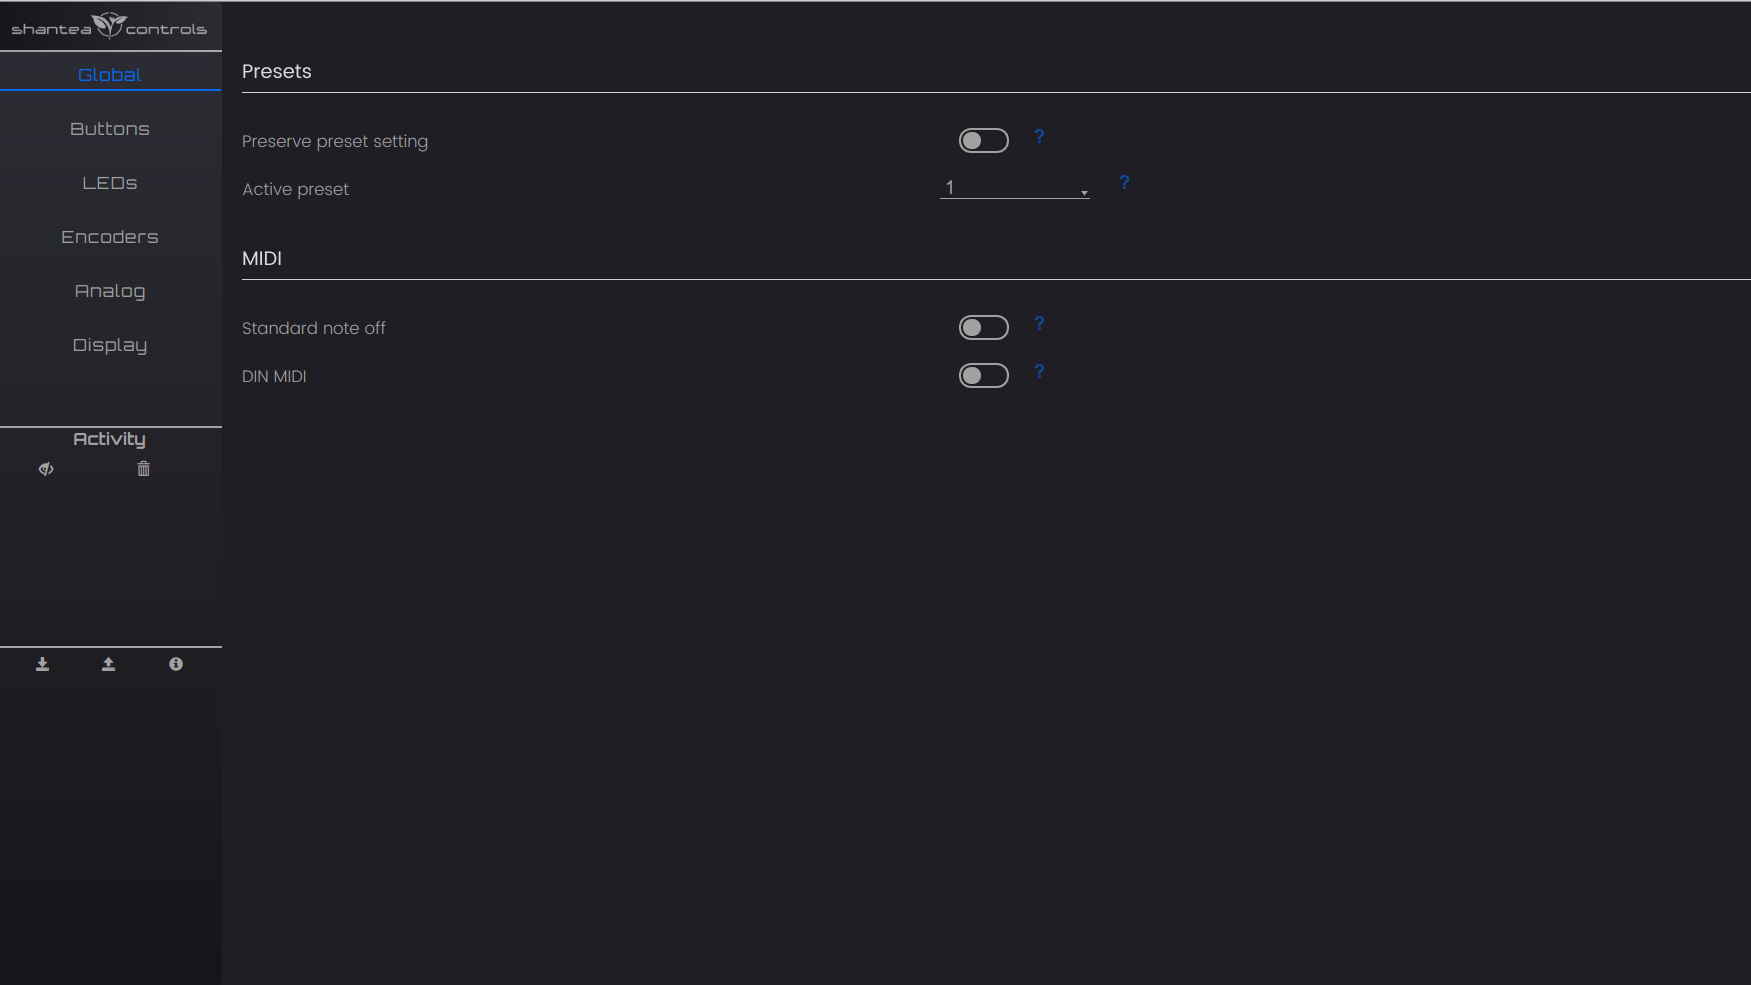 shantea controls
Global
Buttons
LEDs
Encoders
Analog
Display
Activity
Presets
Preserve preset setting ?
Active preset 1 ?
MIDI
Standard note off ?
DIN MIDI ?